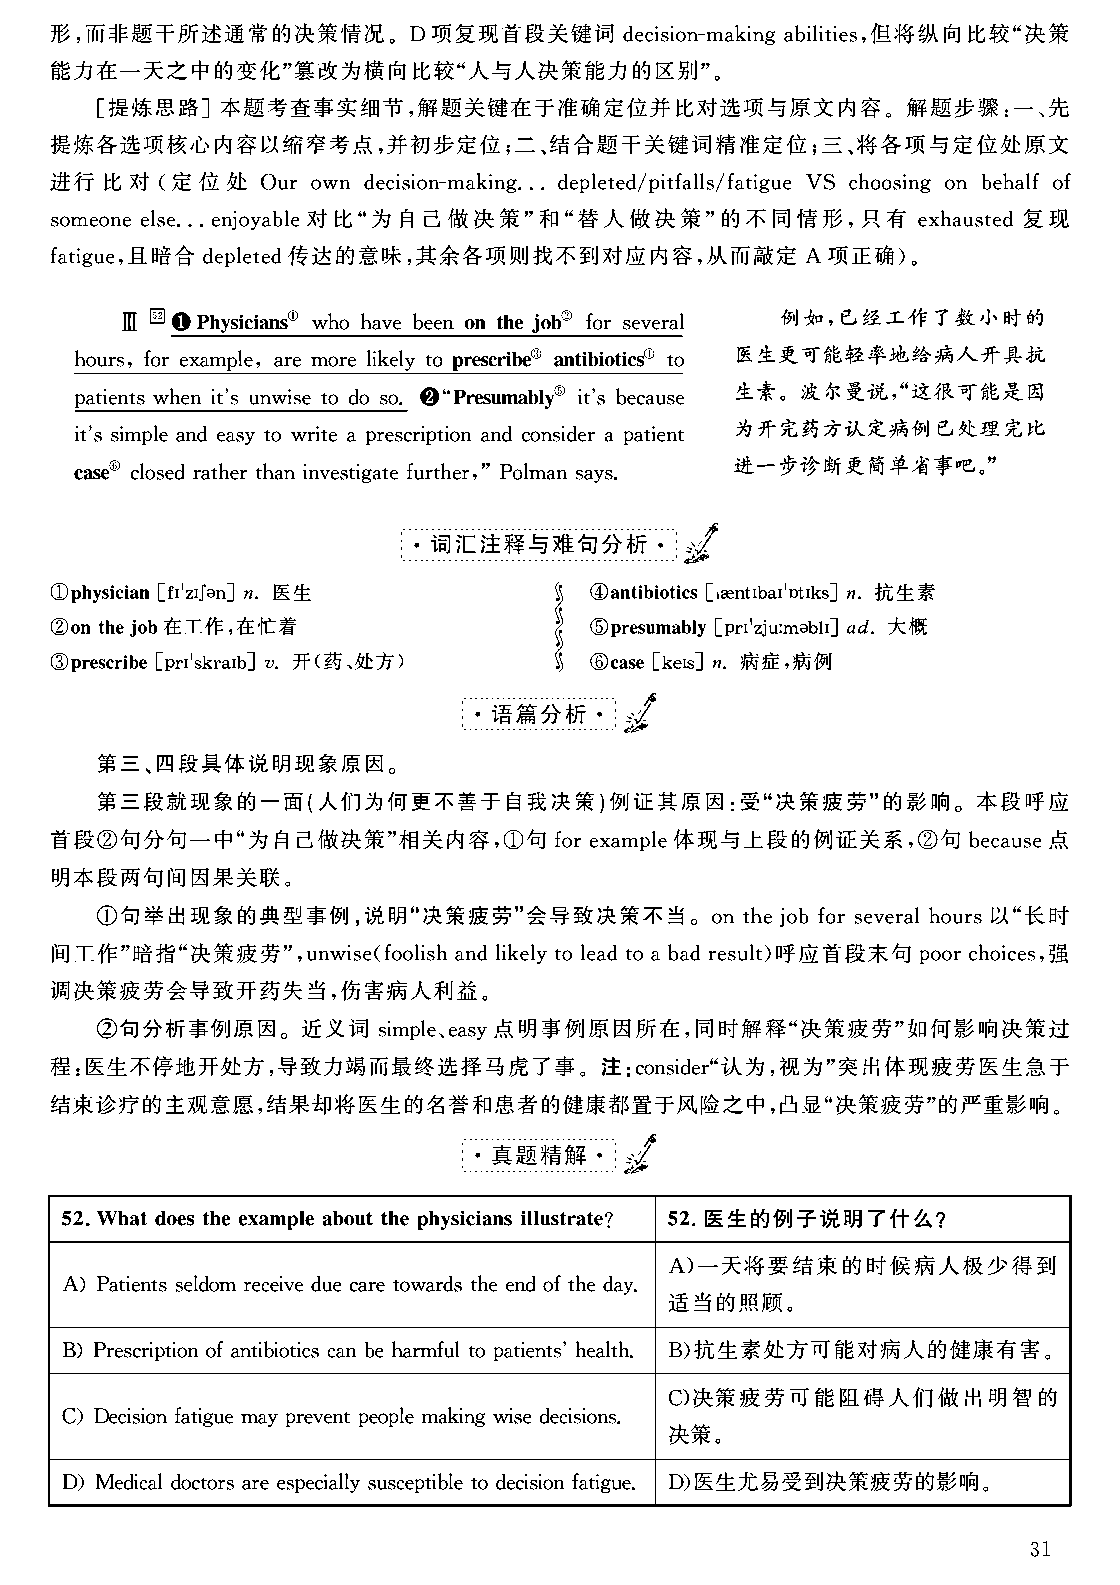 形,而非题干所述通常的决策情况。D 项复现首段关键词 decision-making abilities,但将纵向比较“决策
能力在一天之中的变化”篡改为横向比较“人与人决策能力的区别”。
[提炼思路] 本题考查事实细节,解题关键在于准确定位并比对选项与原文内容。解题步骤:一、先
提炼各选项核心内容以缩窄考点,并初步定位;二、结合题干关键词精准定位;三、将各项与定位处原文
进行比对(定位处 Our own decision-making... depleted/pitfalls/fatigue VS choosing on behalf of
someone else... enjoyable 对比“为自己做决策”和“替人做决策”的不同情形,只有 exhausted 复现
fatigue,且暗合 depleted 传达的意味,其余各项则找不到对应内容,从而敲定 A 项正确)。
Ⅲ 52 ❶ Physicians① who have been on the job② for several
hours, for example, are more likely to prescribe③ antibiotics④ to
patients when it's unwise to do so. ❷ “Presumably⑤ it's because
it's simple and easy to write a prescription and consider a patient
case⑥ closed rather than investigate further,” Polman says.
例如,已经工作了数小时的
医生更可能轻率地给病人开具抗
生素。波尔曼说,“这很可能是因
为开完药方认定病例已处理完比
进一步诊断更简单省事吧。”
·词汇注释与难句分析·
①physician [fɪˈzɪʃən] n. 医生
②on the job 在工作,在忙着
③prescribe [prɪˈskraɪb] v. 开(药、处方)
④antibiotics [ˌæntɪbaɪˈɒtɪks] n. 抗生素
⑤presumably [prɪˈzjuːməblɪ] ad. 大概
⑥case [keɪs] n. 病症,病例
·语篇分析·
第三、四段具体说明现象原因。
第三段就现象的一面(人们为何更不善于自我决策)例证其原因:受“决策疲劳”的影响。本段呼应
首段②句分句一中“为自己做决策”相关内容,①句 for example 体现与上段的例证关系,②句 because 点
明本段两句间因果关联。
①句举出现象的典型事例,说明“决策疲劳”会导致决策不当。on the job for several hours 以“长时
间工作”暗指“决策疲劳”,unwise(foolish and likely to lead to a bad result)呼应首段末句 poor choices,强
调决策疲劳会导致开药失当,伤害病人利益。
②句分析事例原因。近义词 simple、easy 点明事例原因所在,同时解释“决策疲劳”如何影响决策过
程:医生不停地开处方,导致力竭而最终选择马虎了事。注:consider“认为,视为”突出体现疲劳医生急于
结束诊疗的主观意愿,结果却将医生的名誉和患者的健康都置于风险之中,凸显“决策疲劳”的严重影响。
·真题精解·
52. What does the example about the physicians illustrate?
52. 医生的例子说明了什么?
A) Patients seldom receive due care towards the end of the day.
A)一天将要结束的时候病人极少得到
适当的照顾。
B) Prescription of antibiotics can be harmful to patients' health.
B)抗生素处方可能对病人的健康有害。
C) Decision fatigue may prevent people making wise decisions.
C)决策疲劳可能阻碍人们做出明智的
决策。
D) Medical doctors are especially susceptible to decision fatigue.
D)医生尤易受到决策疲劳的影响。
31